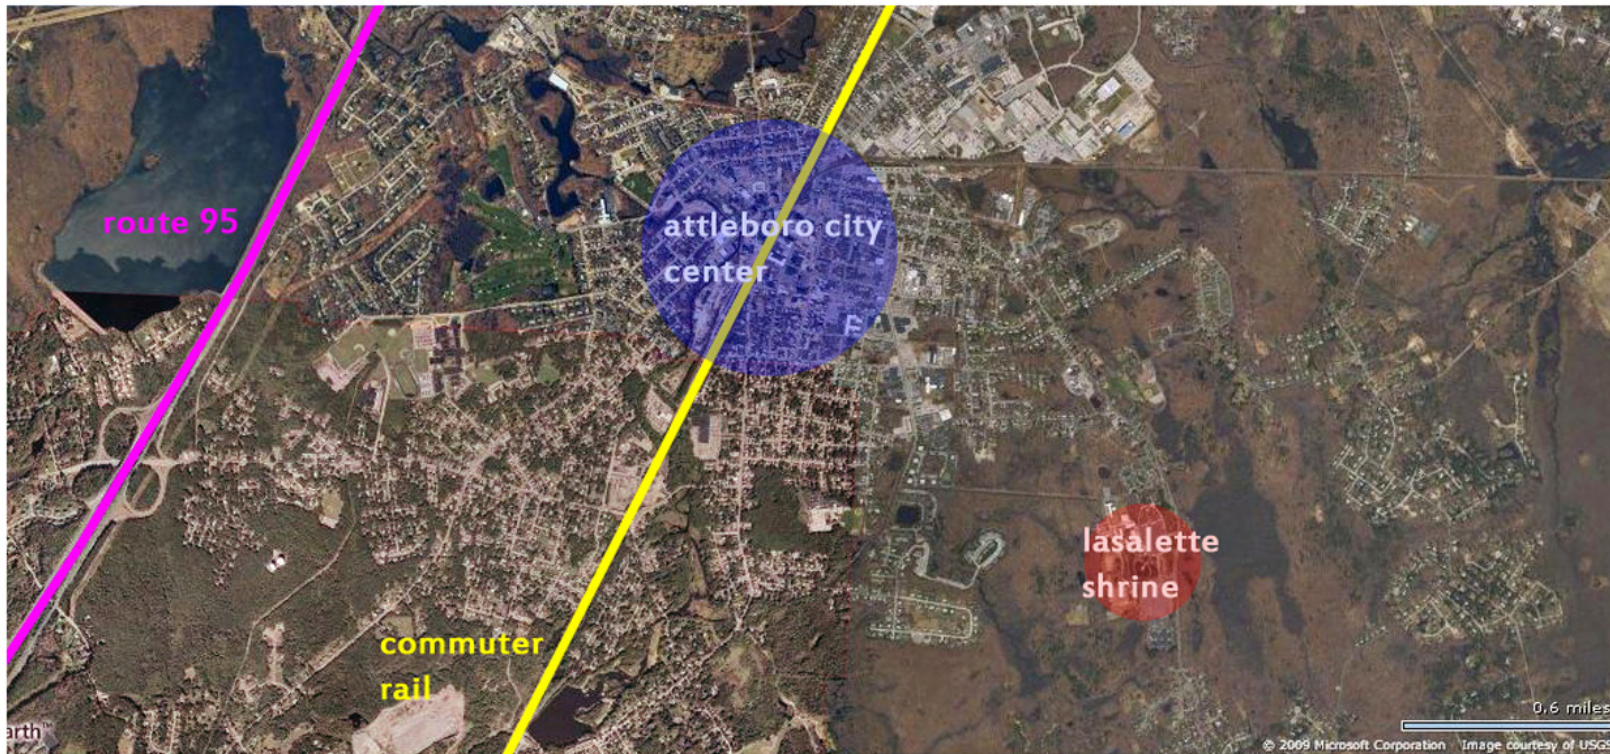 route 95
attleboro city
center
lasalette
shrine
commuter
rail
arth™
0.6 miles
© 2009 Microsoft Corporation Image courtesy of USGS